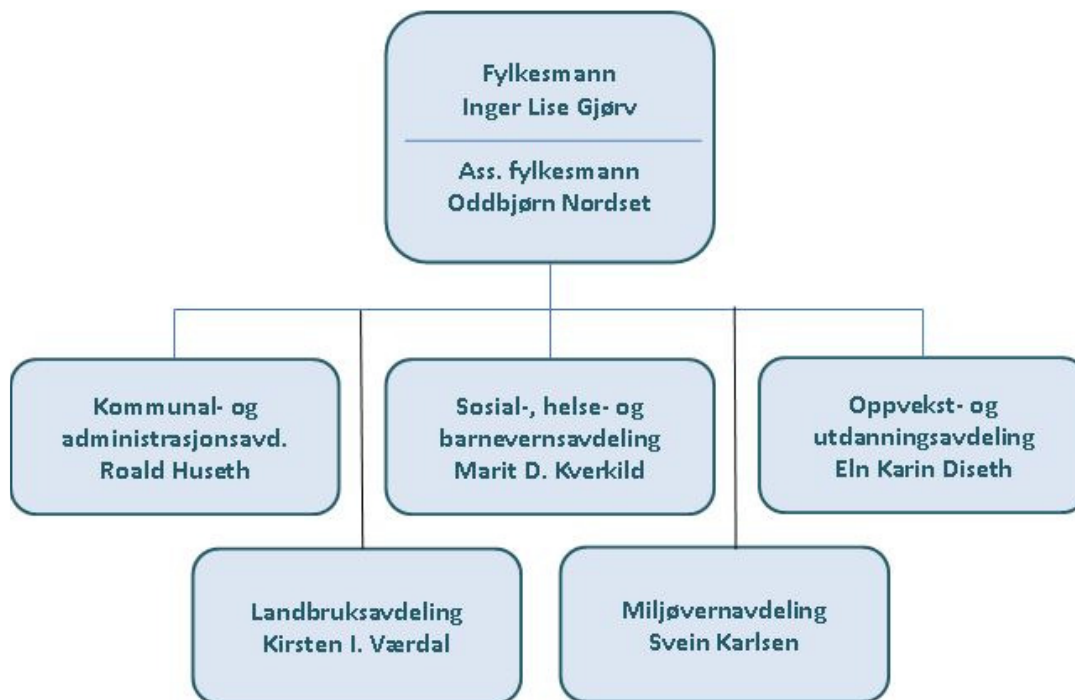 Fylkesmann
Inger Lise Gjørv
Ass. fylkesmann
Oddbjørn Nordset
Kommunal- og
administrasjonsavd.
Roald Huseth
Sosial-, helse- og
barnevernsavdeling
Marit D. Kverkild
Oppvekst- og
utdanningsavdeling
Eln Karin Diseth
Landbruksavdeling
Kirsten I. Værdal
Miljøvernavdeling
Svein Karlsen